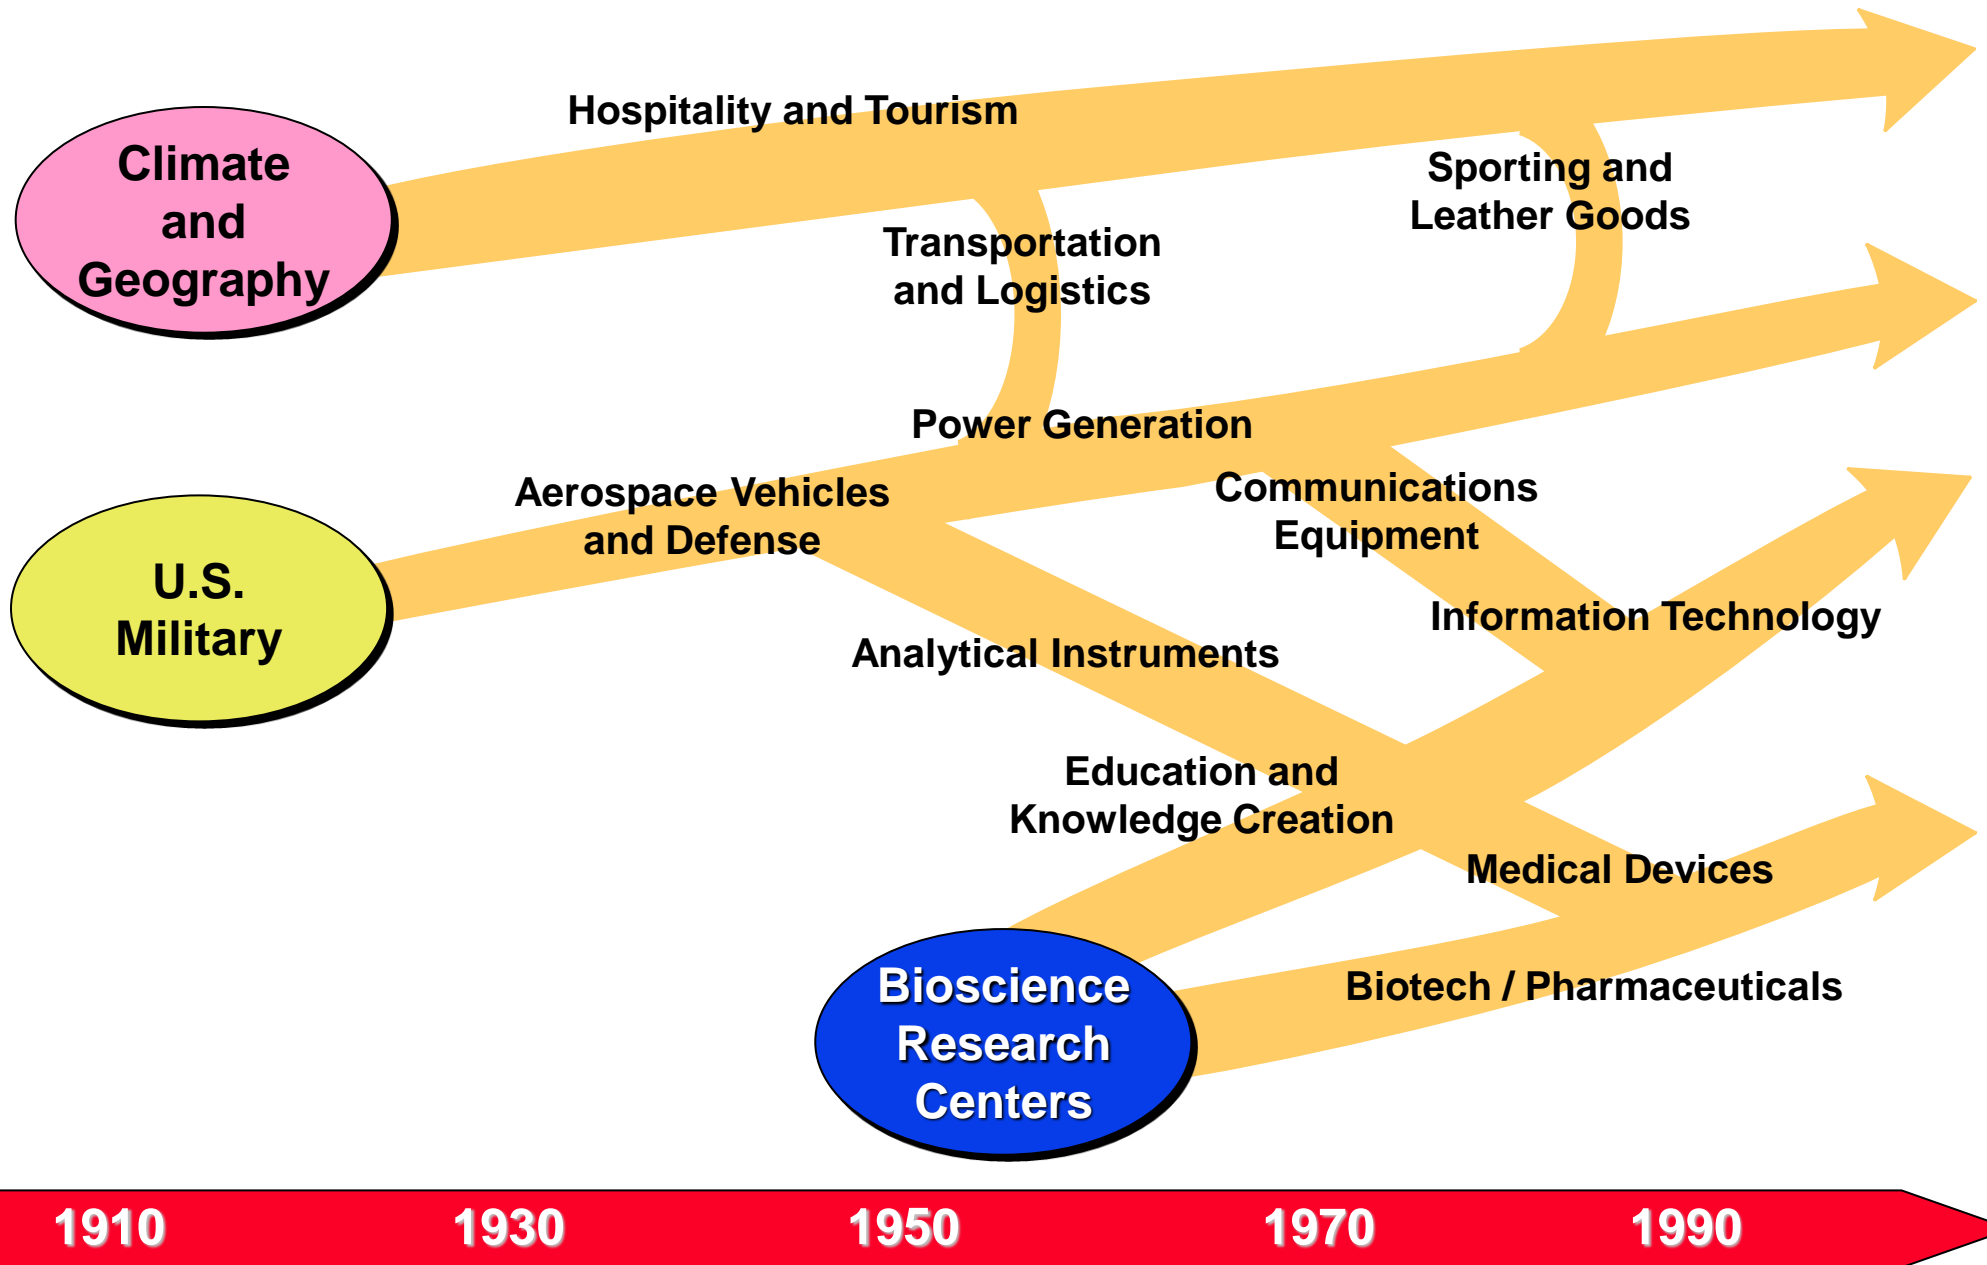 Hospitality and Tourism
Climate
and
Geography
Sporting and
Leather Goods
Transportation
and Logistics
Power Generation
Aerospace Vehicles
and Defense
Communications
Equipment
U.S.
Military
Information Technology
Analytical Instruments
Education and
Knowledge Creation
Medical Devices
Bioscience
Research
Centers
Biotech / Pharmaceuticals
1910 1930 1950 1970 1990